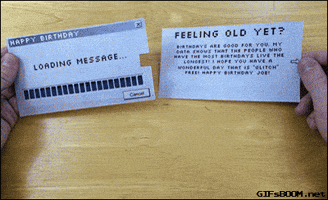 HAPPY BIRTHDAY
LOADING MESSAGE...
Cancel
FEELING OLD YET?
BIRTHDAYS ARE GOOD FOR YOU. MY
DATA SHOWS THAT THE PEOPLE WHO
HAVE THE MOST BIRTHDAYS LIVE THE
LONGEST! I HOPE YOU HAVE A
WONDERFUL DAY THAT IS "GLITCH"
FREE! HAPPY BIRTHDAY JOE!
GIFsBOOM.net